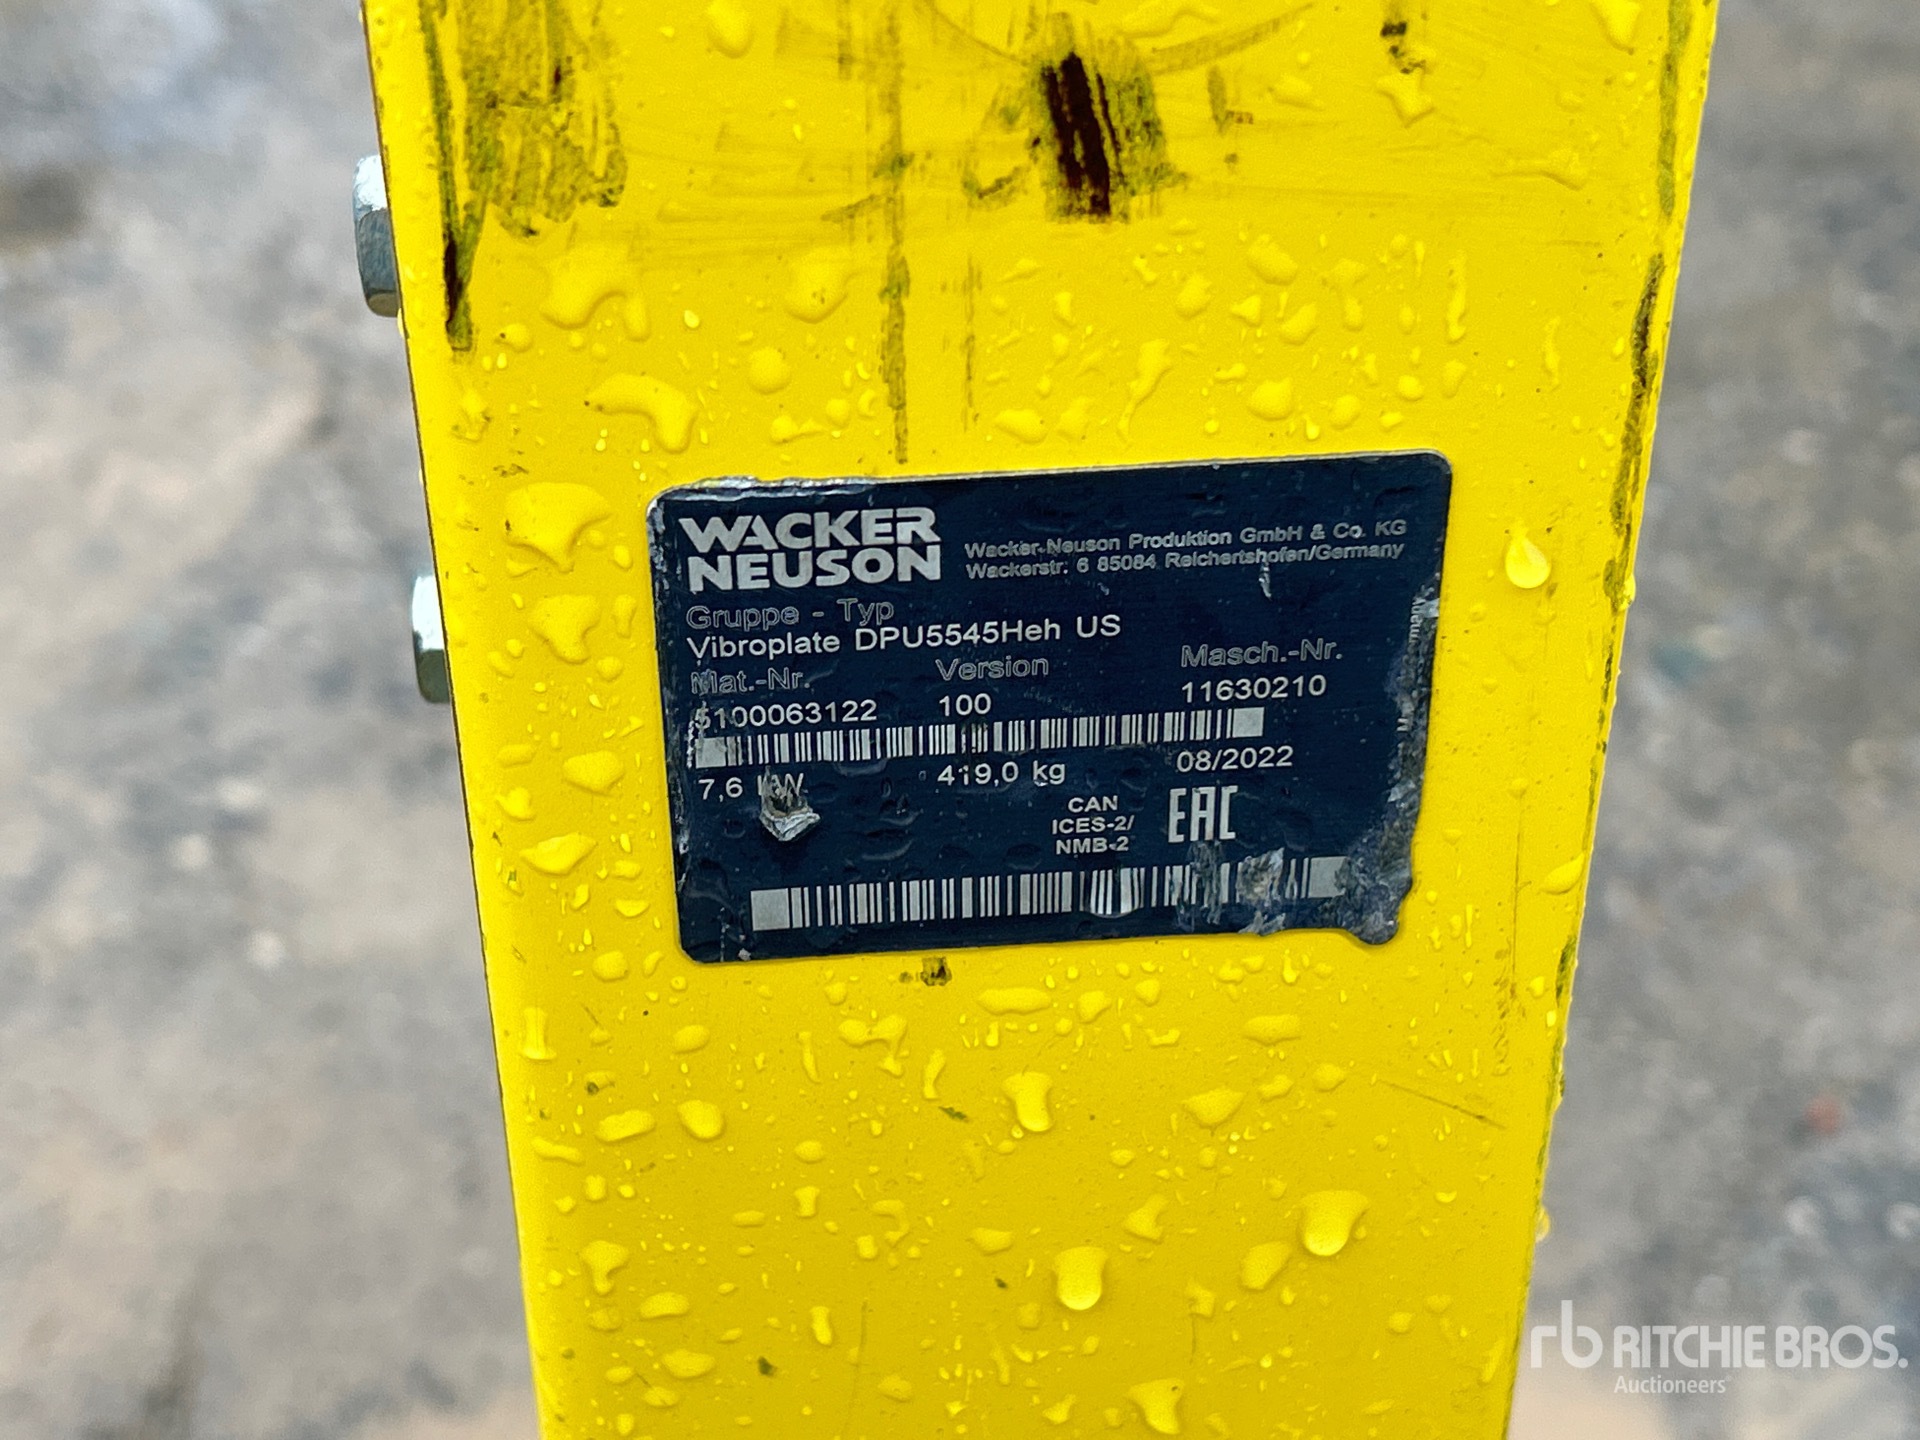 WACKER
NEUSON
Wacker Neuson Produktion GmbH & Co. KG
Wackerstr. 6 85084 Reichertshofen/Germany
Gruppe - Typ
Vibroplate DPU5545Heh US
Mat.-Nr. Version Masch.-Nr.
5100063122 100 11630210
7,6 kW 419,0 kg 08/2022
CAN
ICES-2/
NMB-2
EAC
rb RITCHIE BROS.
Auctioneers